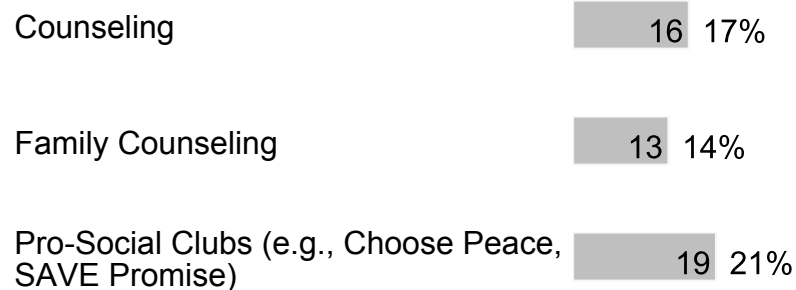 Counseling 16 17%
Family Counseling 13 14%
Pro-Social Clubs (e.g., Choose Peace,
SAVE Promise) 19 21%